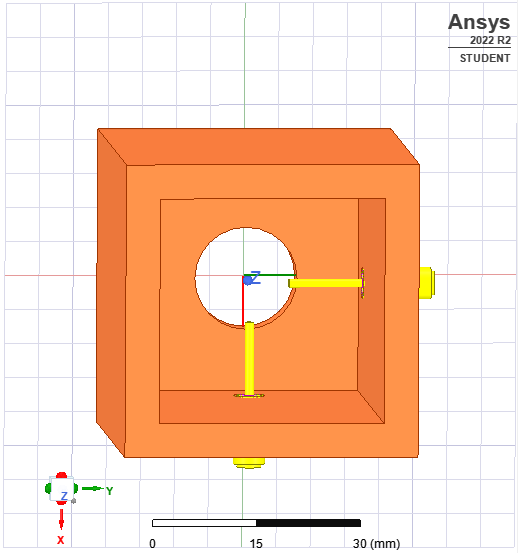 Ansys
2022 R2
STUDENT
Z
Z
Y
X
0 15 30 (mm)